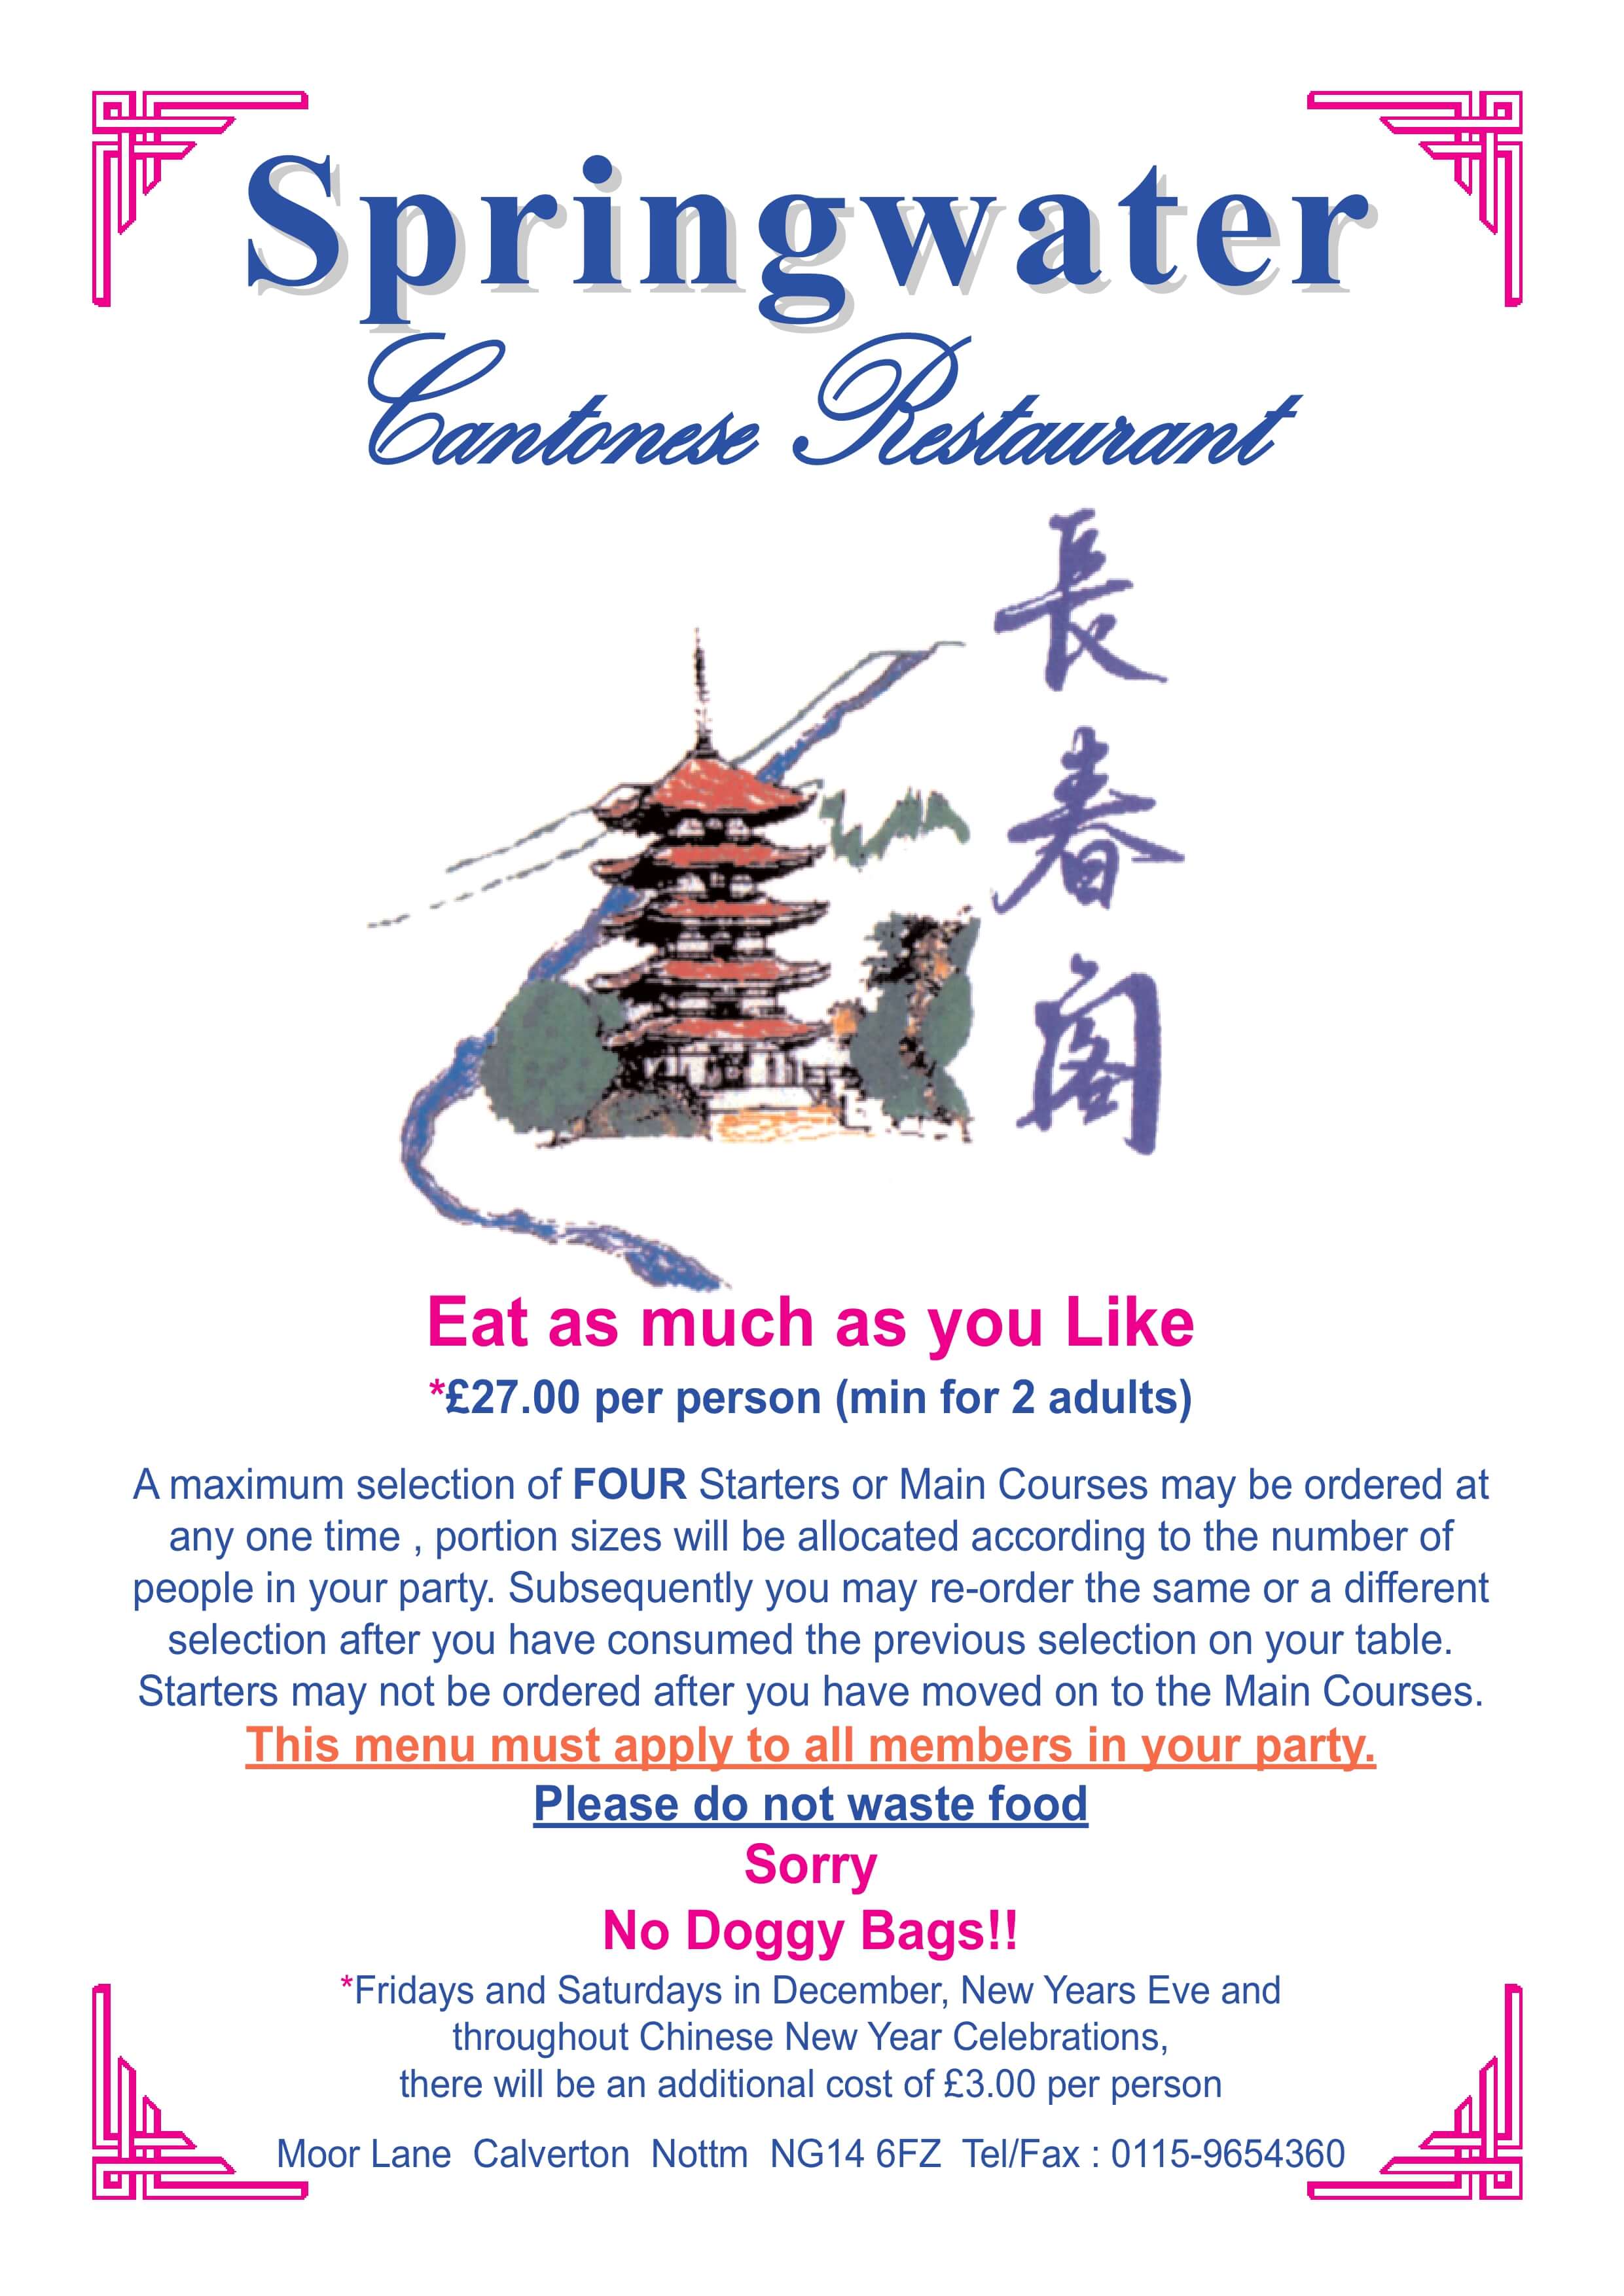 Springwater
Cantonese Restaurant
長
春
阁
Eat as much as you Like
*£27.00 per person (min for 2 adults)
A maximum selection of FOUR Starters or Main Courses may be ordered at
any one time , portion sizes will be allocated according to the number of
people in your party. Subsequently you may re-order the same or a different
selection after you have consumed the previous selection on your table.
Starters may not be ordered after you have moved on to the Main Courses.
This menu must apply to all members in your party.
Please do not waste food
Sorry
No Doggy Bags!!
*Fridays and Saturdays in December, New Years Eve and
throughout Chinese New Year Celebrations,
there will be an additional cost of £3.00 per person
Moor Lane Calverton Nottm NG14 6FZ Tel/Fax : 0115-9654360